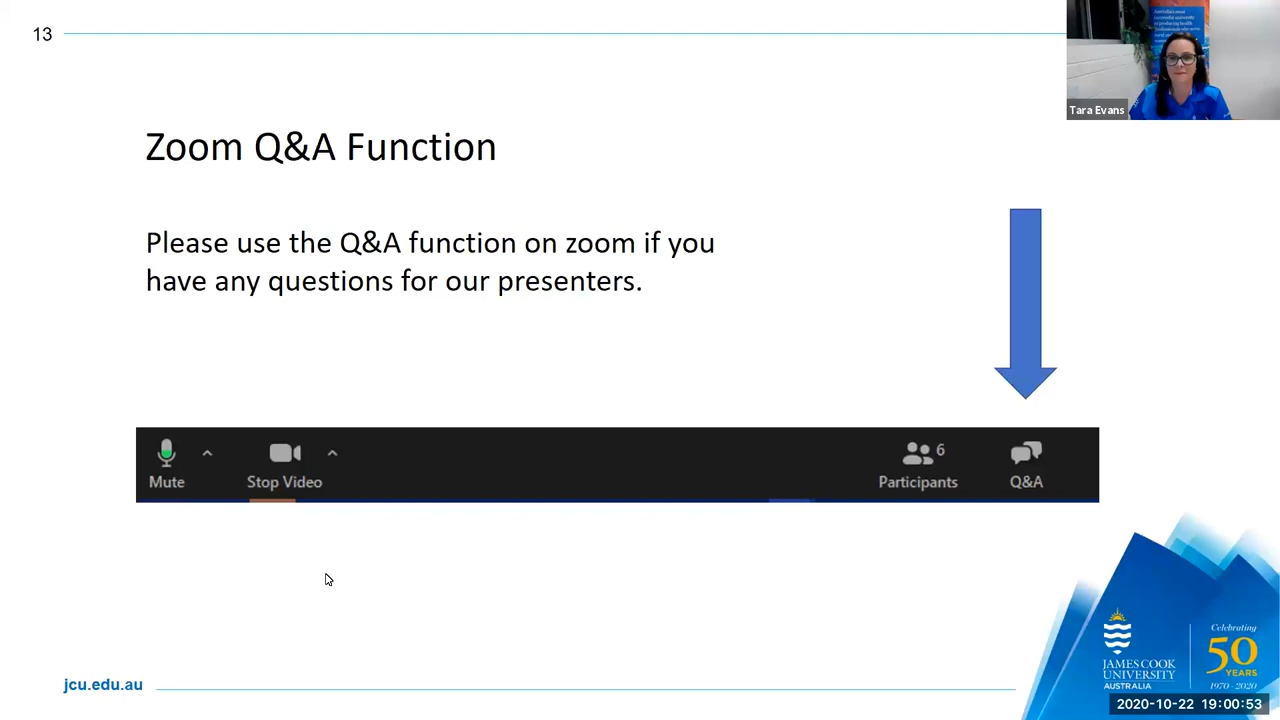 13
Tara Evans
Zoom Q&A Function
Please use the Q&A function on zoom if you
have any questions for our presenters.
Mute
Stop Video
6
Participants
Q&A
Celebrating
50
YEARS
1970 - 2020
JAMES COOK
UNIVERSITY
AUSTRALIA
jcu.edu.au
2020-10-22 19:00:53